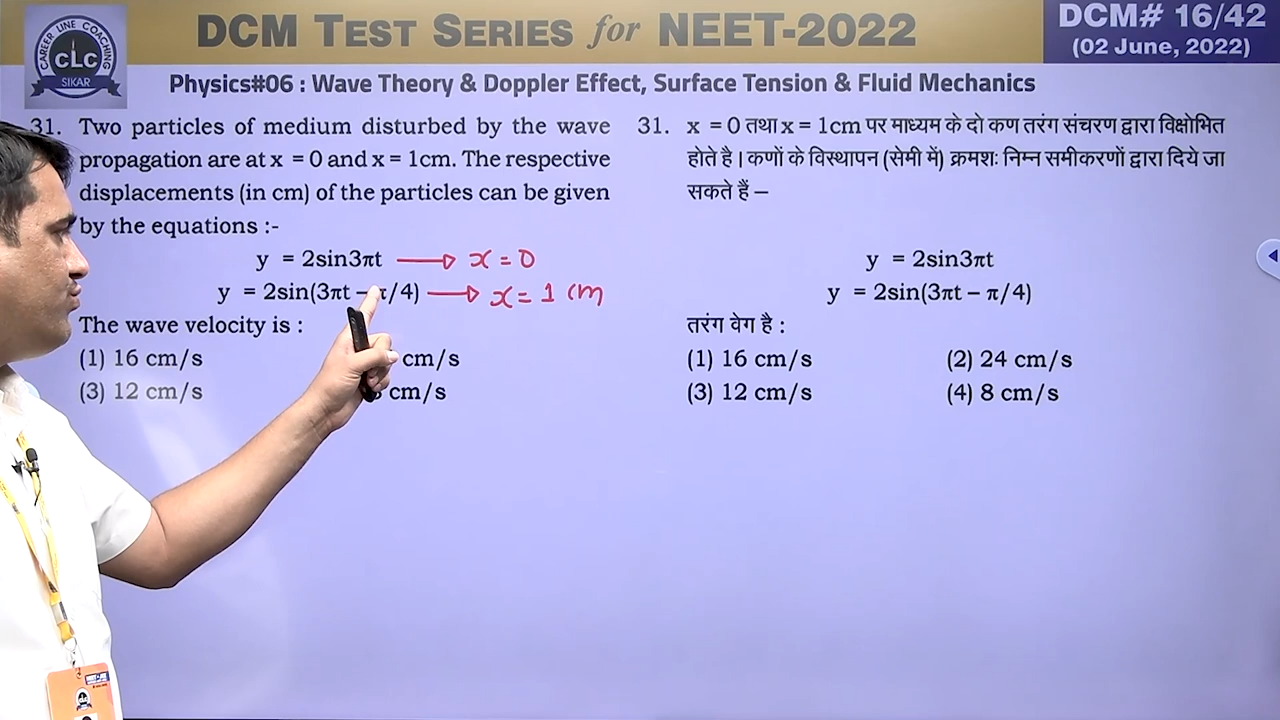 CAREER LINE COACHING
CLC
SIKAR
DCM TEST SERIES for NEET-2022
DCM# 16/42
(02 June, 2022)
Physics#06 : Wave Theory & Doppler Effect, Surface Tension & Fluid Mechanics
31. Two particles of medium disturbed by the wave
propagation are at x = 0 and x = 1cm. The respective
displacements (in cm) of the particles can be given
by the equations :-
y = 2sin3πt → x = 0
y = 2sin(3πt – π/4) → x = 1 cm
The wave velocity is :
(1) 16 cm/s cm/s
(3) 12 cm/s cm/s
31. x = 0 तथा x = 1cm पर माध्यम के दो कण तरंग संचरण द्वारा विक्षोभित
होते है। कणों के विस्थापन (सेमी में) क्रमशः निम्न समीकरणों द्वारा दिये जा
सकते हैं –
y = 2sin3πt
y = 2sin(3πt – π/4)
तरंग वेग है :
(1) 16 cm/s (2) 24 cm/s
(3) 12 cm/s (4) 8 cm/s
CLC